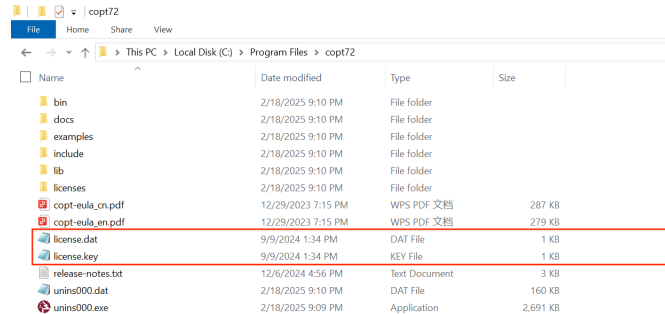 copt72
File Home Share View
This PC > Local Disk (C:) > Program Files > copt72
Name Date modified Type Size
bin 2/18/2025 9:10 PM File folder
docs 2/18/2025 9:10 PM File folder
examples 2/18/2025 9:10 PM File folder
include 2/18/2025 9:10 PM File folder
lib 2/18/2025 9:10 PM File folder
licenses 2/18/2025 9:10 PM File folder
copt-eula_cn.pdf 12/29/2023 7:15 PM WPS PDF 文档 287 KB
copt-eula_en.pdf 12/29/2023 7:15 PM WPS PDF 文档 279 KB
license.dat 9/9/2024 1:34 PM DAT File 1 KB
license.key 9/9/2024 1:34 PM KEY File 1 KB
release-notes.txt 12/6/2024 4:56 PM Text Document 3 KB
unins000.dat 2/18/2025 9:10 PM DAT File 160 KB
unins000.exe 2/18/2025 9:09 PM Application 2,691 KB